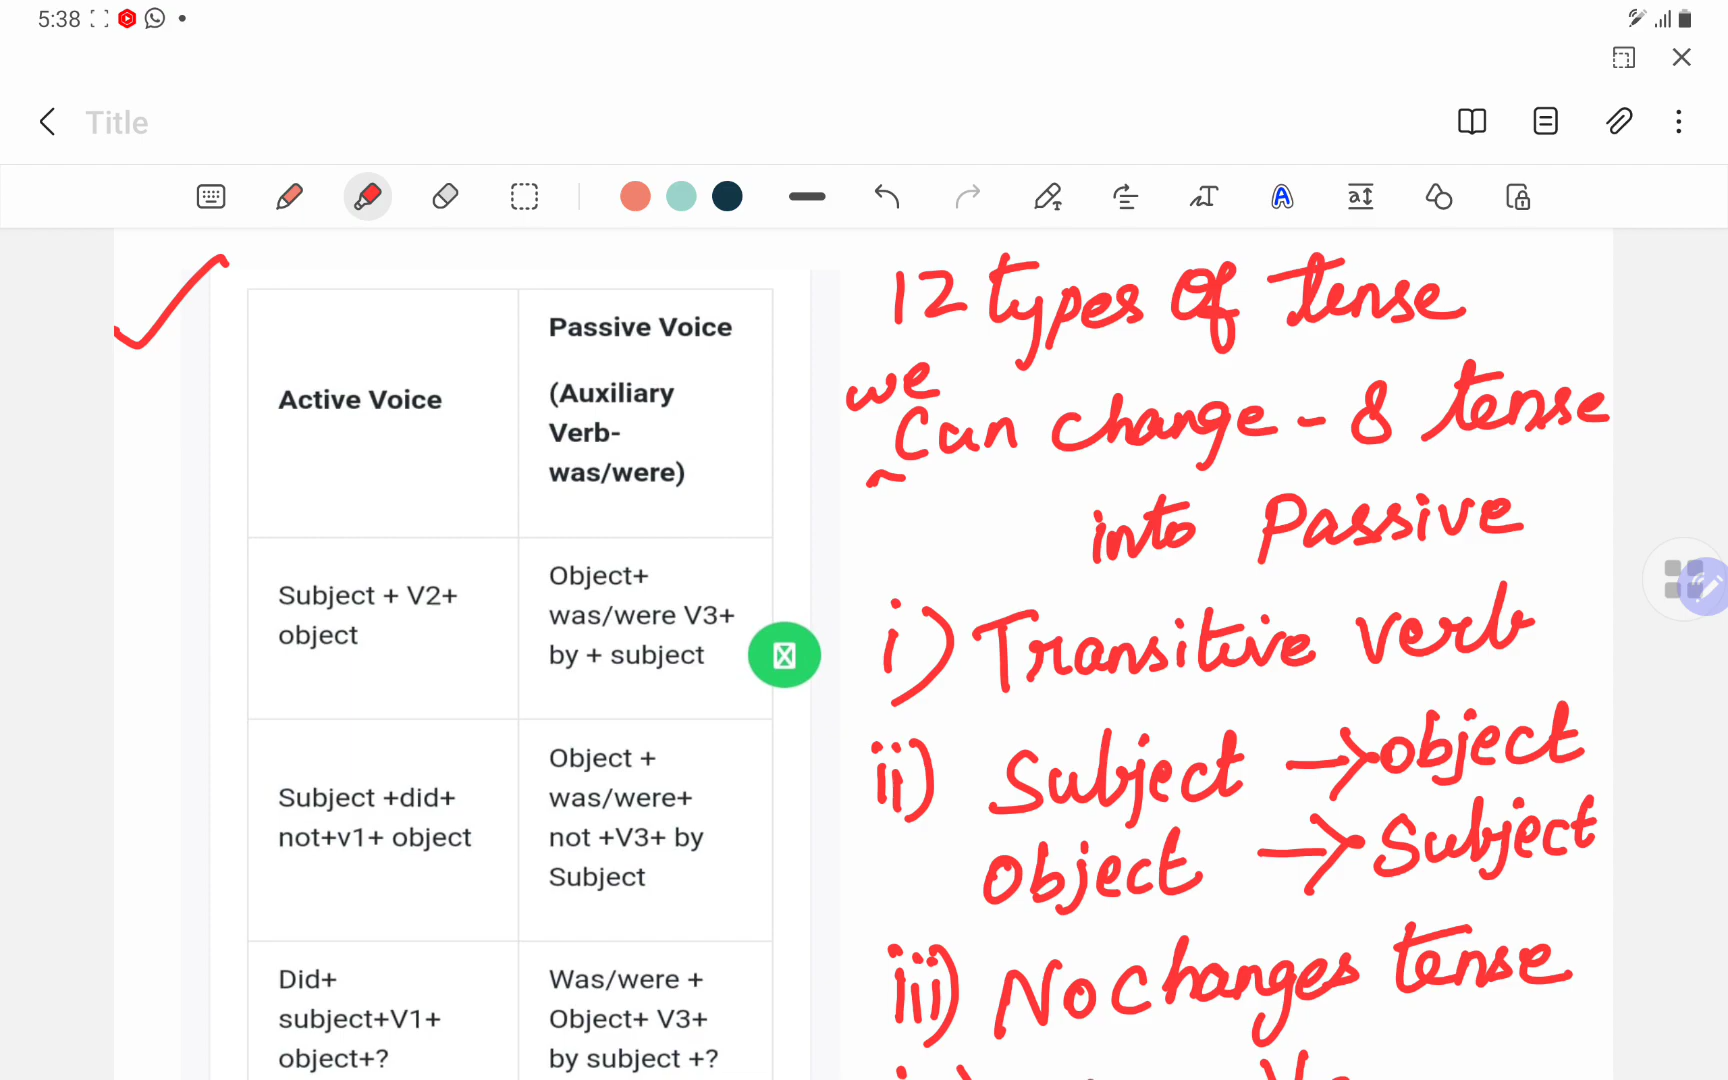 5:38
Title
Active Voice
Passive Voice
(Auxiliary
Verb-
was/were)
Subject + V2+
object
Object+
was/were V3+
by + subject
Subject +did+
not+v1+ object
Object +
was/were+
not +V3+ by
Subject
Did+
subject+V1+
object+?
Was/were +
Object+ V3+
by subject +?
12 types of tense
we
Can change - 8 tense
into Passive
i) Transitive verb
ii) Subject → object
object → Subject
iii) No changes tense